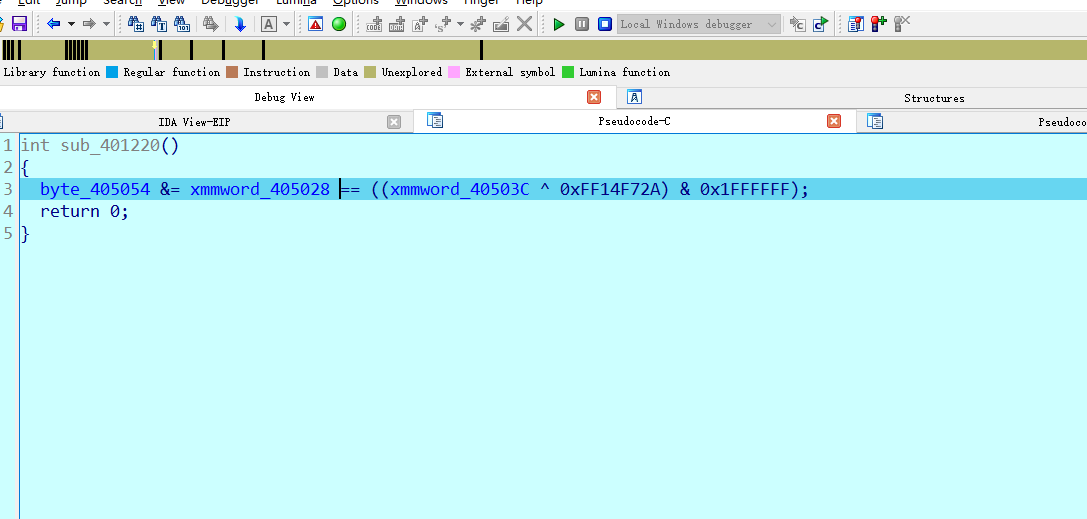 Edit Jump Search View Debugger Lumina Options Windows Finger Help
Local Windows debugger
Library function Regular function Instruction Data Unexplored External symbol Lumina function
Debug View Structures
IDA View-EIP Pseudocode-C Pseudoco
1 int sub_401220()
2 {
3 byte_405054 &= xmmword_405028 == ((xmmword_40503C ^ 0xFF14F72A) & 0x1FFFFFF);
4 return 0;
5 }